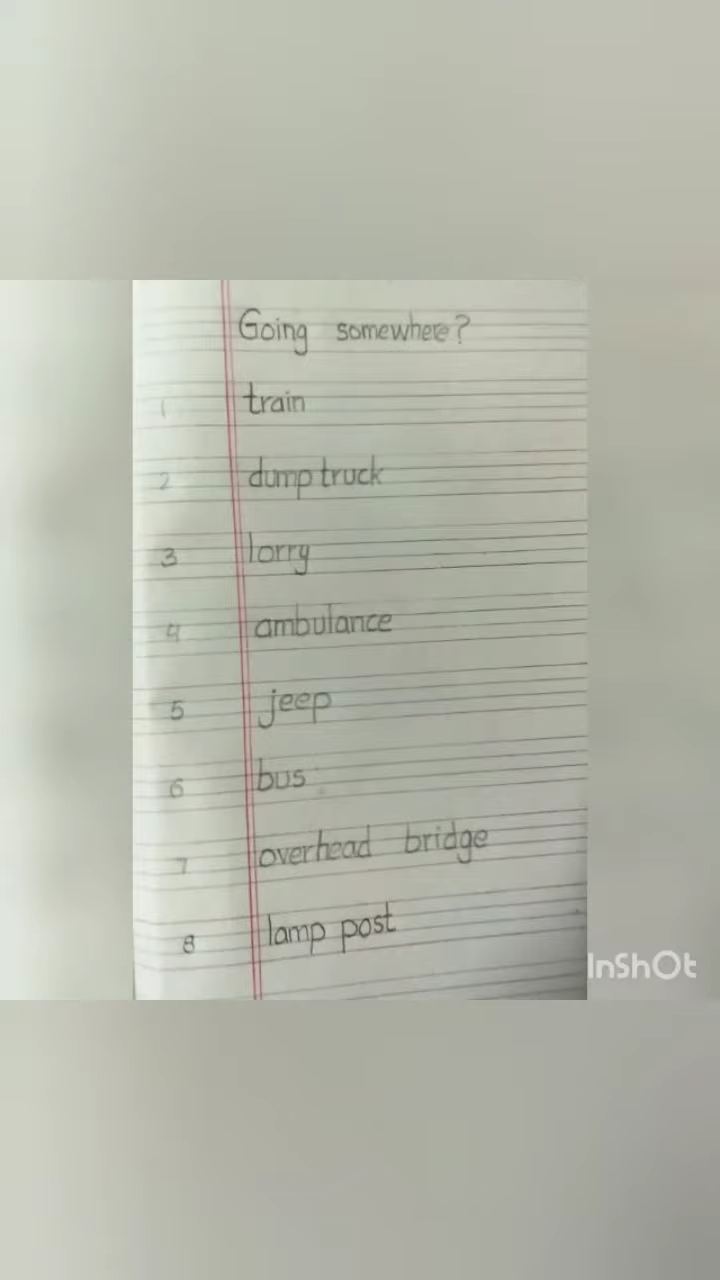 Going somewhere?
1 train
2 dump truck
3 lorry
4 ambulance
5 jeep
6 bus
7 overhead bridge
8 lamp post
InShOt